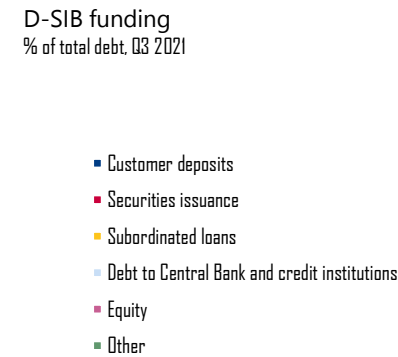 D-SIB funding
% of total debt, Q3 2021
Customer deposits
Securities issuance
Subordinated loans
Debt to Central Bank and credit institutions
Equity
Other